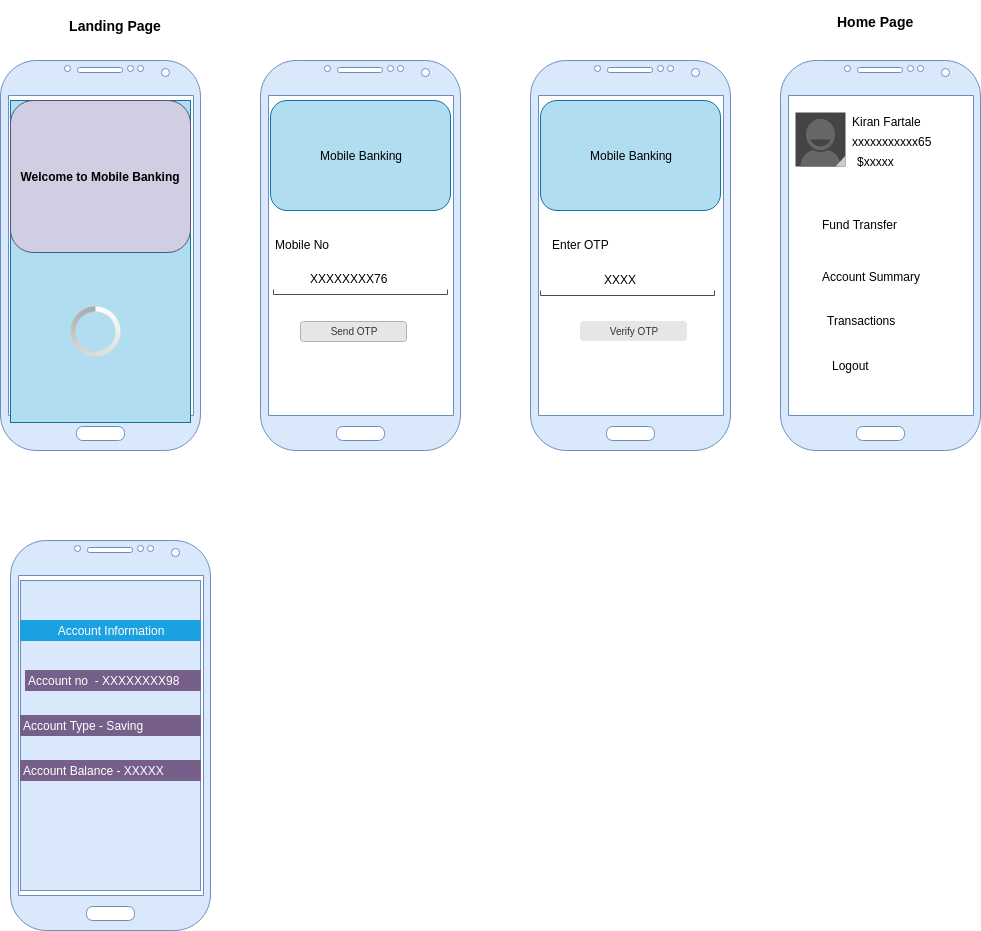 Landing Page
Home Page
Welcome to Mobile Banking
Mobile Banking
Mobile No
XXXXXXXX76
Send OTP
Mobile Banking
Enter OTP
XXXX
Verify OTP
Kiran Fartale
xxxxxxxxxxx65
$xxxxx
Fund Transfer
Account Summary
Transactions
Logout
Account Information
Account no  - XXXXXXXX98
Account Type - Saving
Account Balance - XXXXX